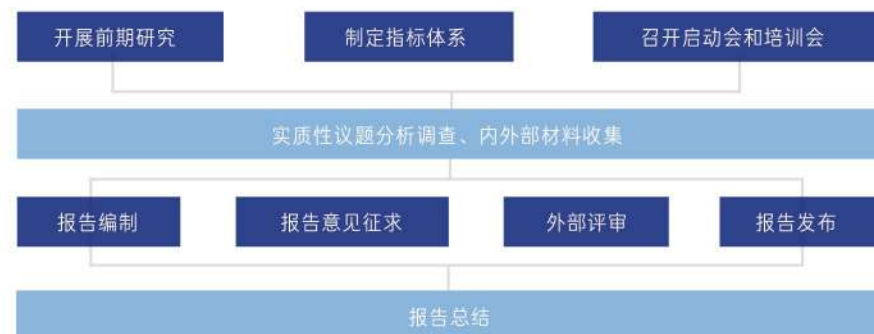 开展前期研究
制定指标体系
召开启动会和培训会
实质性议题分析调查、内外部材料收集
报告编制
报告意见征求
外部评审
报告发布
报告总结